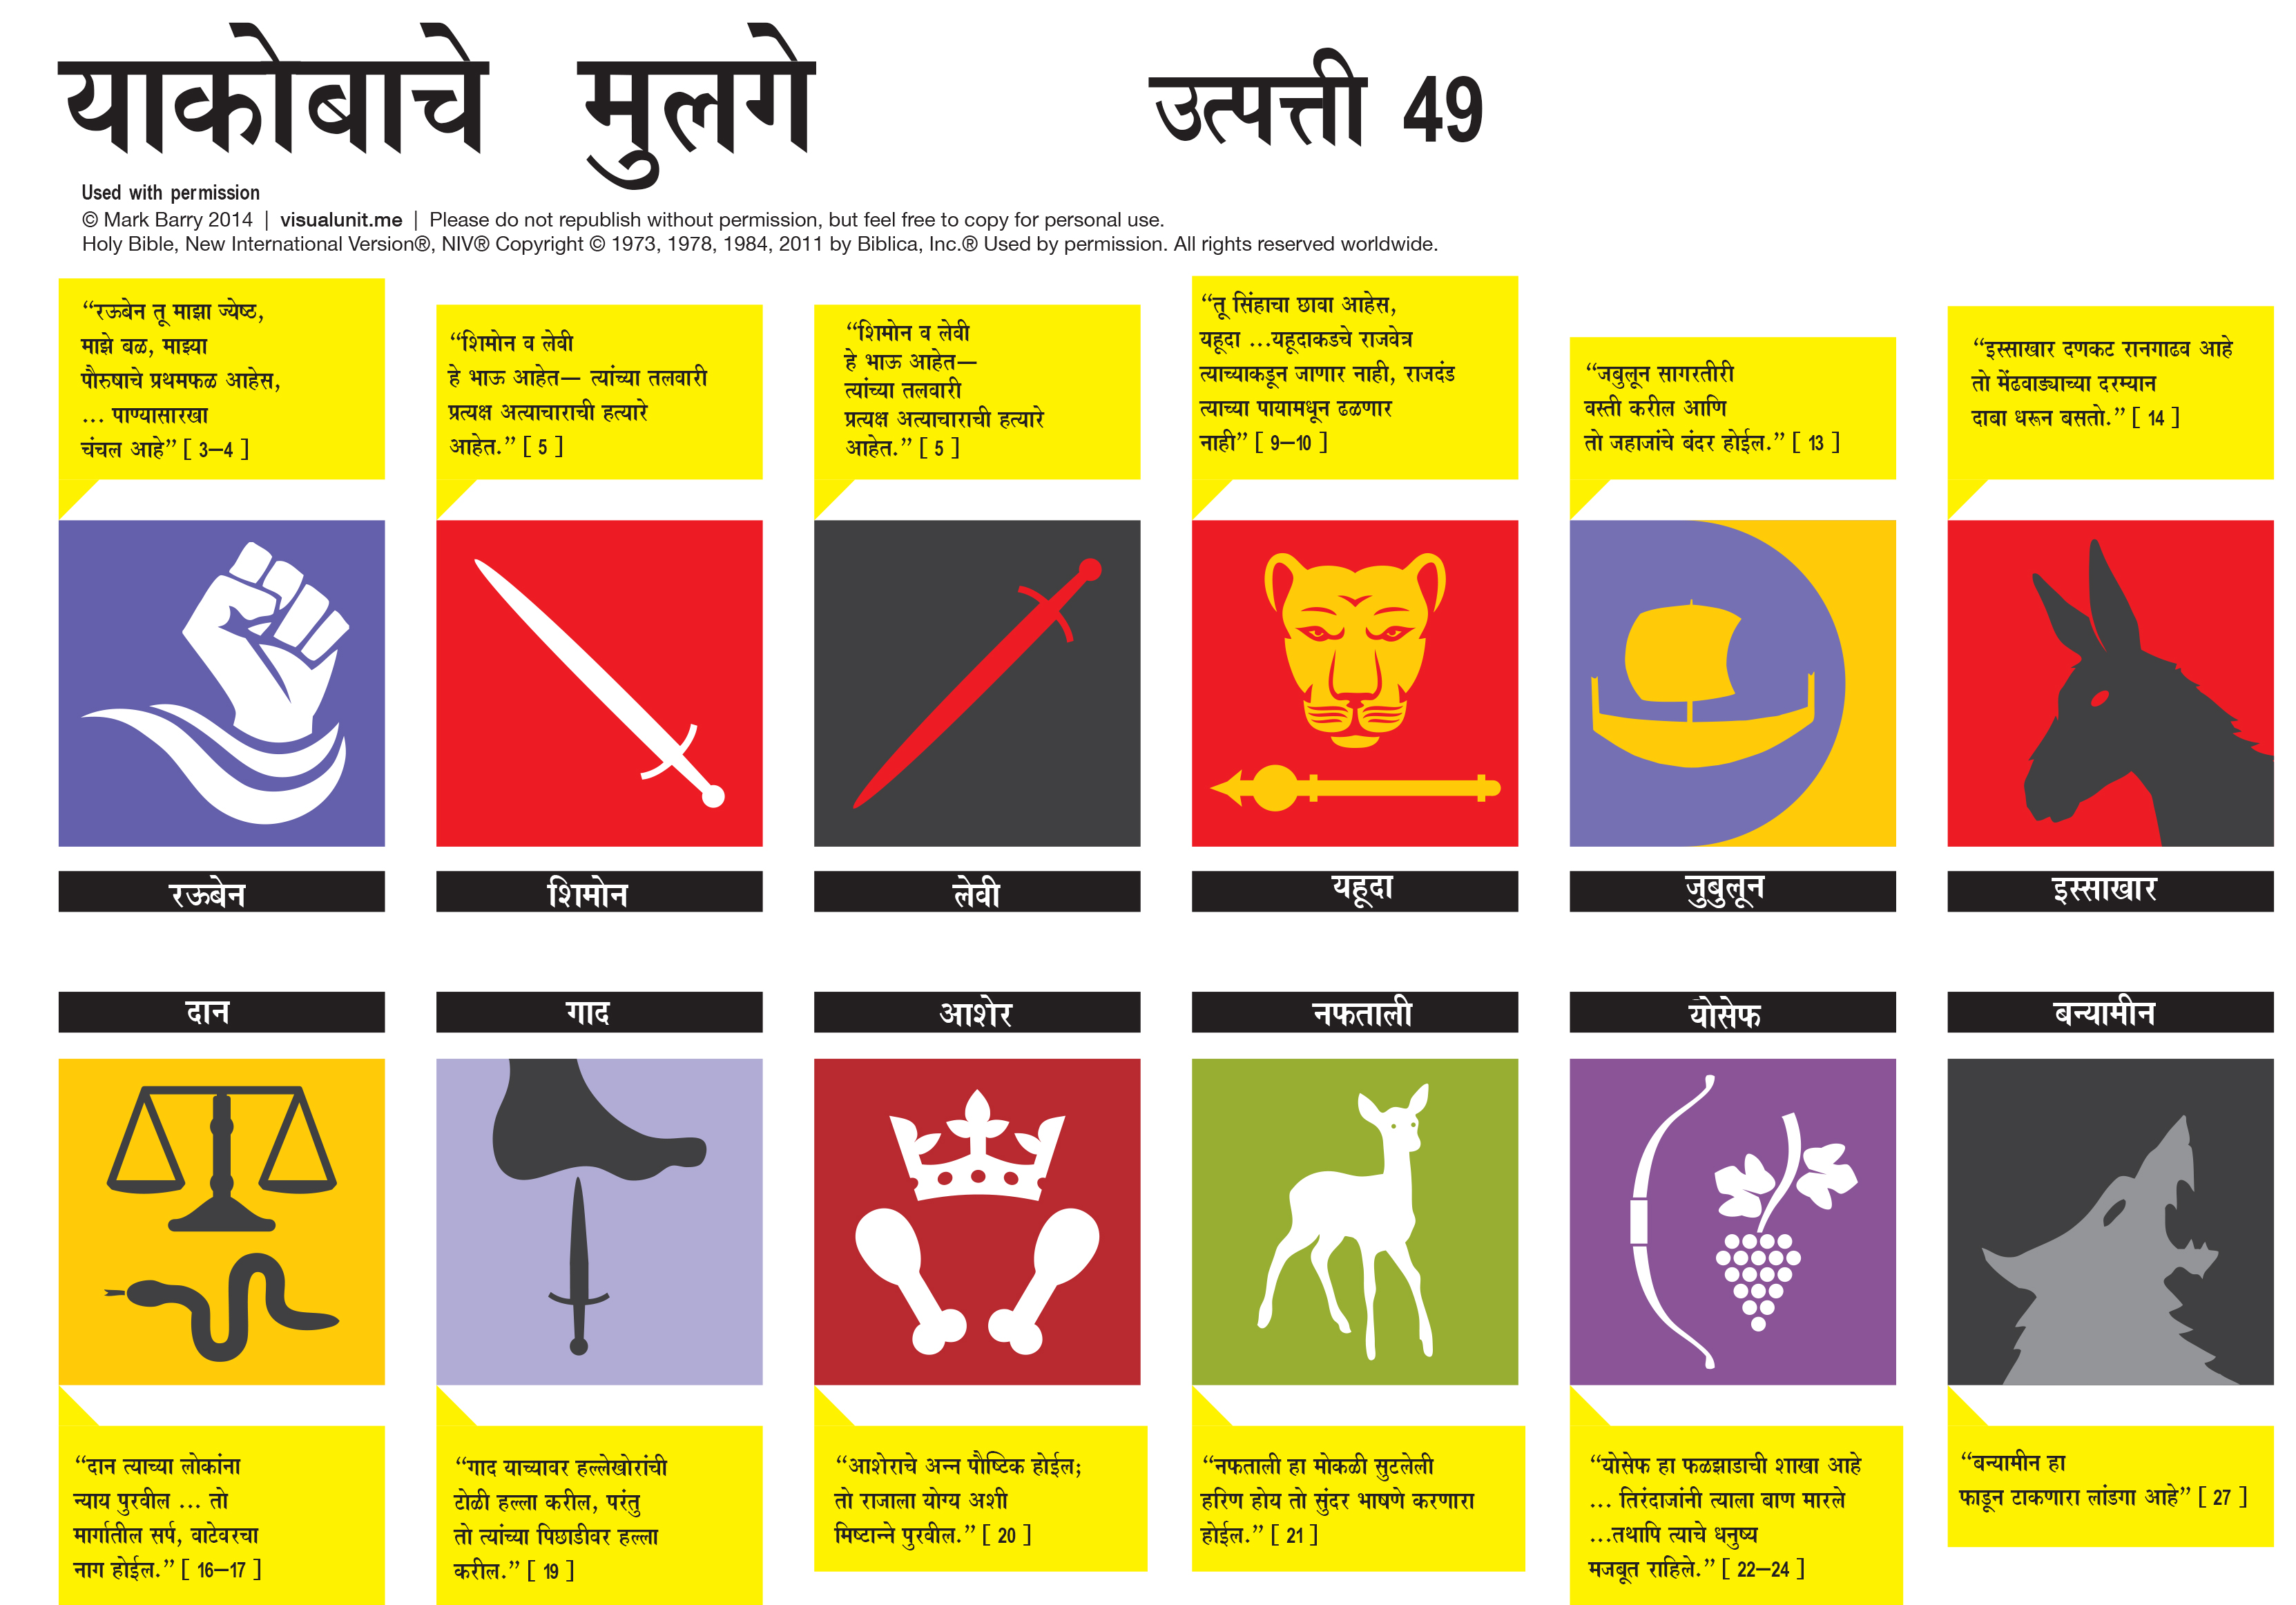 याकोबाचे मुलगे
उत्पत्ती 49
Used with permission
© Mark Barry 2014 | visualunit.me | Please do not republish without permission, but feel free to copy for personal use.
Holy Bible, New International Version®, NIV® Copyright © 1973, 1978, 1984, 2011 by Biblica, Inc.® Used by permission. All rights reserved worldwide.
“रऊबेन तू माझा ज्येष्ठ,
माझे बळ, माझ्या
पौरुषाचे प्रथमफळ आहेस,
... पाण्यासारखा
चंचल आहे” [ 3–4 ]
“शिमोन व लेवी
हे भाऊ आहेत— त्यांच्या तलवारी
प्रत्यक्ष अत्याचाराची हत्यारे
आहेत.” [ 5 ]
“शिमोन व लेवी
हे भाऊ आहेत—
त्यांच्या तलवारी
प्रत्यक्ष अत्याचाराची हत्यारे
आहेत.” [ 5 ]
“तू सिंहाचा छावा आहेस,
यहूदा ...यहूदाकडचे राजवेत्र
त्याच्याकडून जाणार नाही, राजदंड
त्याच्या पायामधून ढळणार
नाही” [ 9–10 ]
“जबुलून सागरतीरी
वस्ती करील आणि
तो जहाजांचे बंदर होईल.” [ 13 ]
“इस्साखार दणकट रानगाढव आहे
तो मेंढवाड्याच्या दरम्यान
दाबा धरून बसतो.” [ 14 ]
रऊबेन
शिमोन
लेवी
यहूदा
जुबुलून
इस्साखार
दान
गाद
आशेर
नफताली
योसेफ
बन्यामीन
“दान त्याच्या लोकांना
न्याय पुरवील ... तो
मार्गातील सर्प, वाटेवरचा
नाग होईल.” [ 16–17 ]
“गाद याच्यावर हल्लेखोरांची
टोळी हल्ला करील, परंतु
तो त्यांच्या पिछाडीवर हल्ला
करील.” [ 19 ]
“आशेराचे अन्न पौष्टिक होईल;
तो राजाला योग्य अशी
मिष्टान्ने पुरवील.” [ 20 ]
“नफताली हा मोकळी सुटलेली
हरिण होय तो सुंदर भाषणे करणारा
होईल.” [ 21 ]
“योसेफ हा फळझाडाची शाखा आहे
... तिरंदाजांनी त्याला बाण मारले
...तथापि त्याचे धनुष्य
मजबूत राहिले.” [ 22–24 ]
“बन्यामीन हा
फाडून टाकणारा लांडगा आहे” [ 27 ]